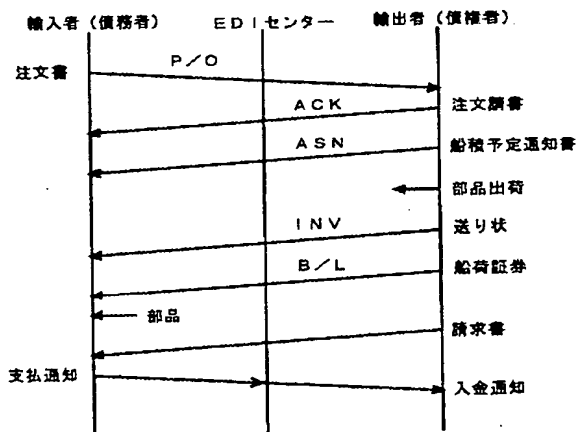 輸入者（債務者）　EDIセンター　輸出者（債権者）
注文書　P／O
ACK　注文請書
ASN　船積予定通知書
部品出荷
INV　送り状
B／L　船荷証券
部品
請求書
支払通知　入金通知